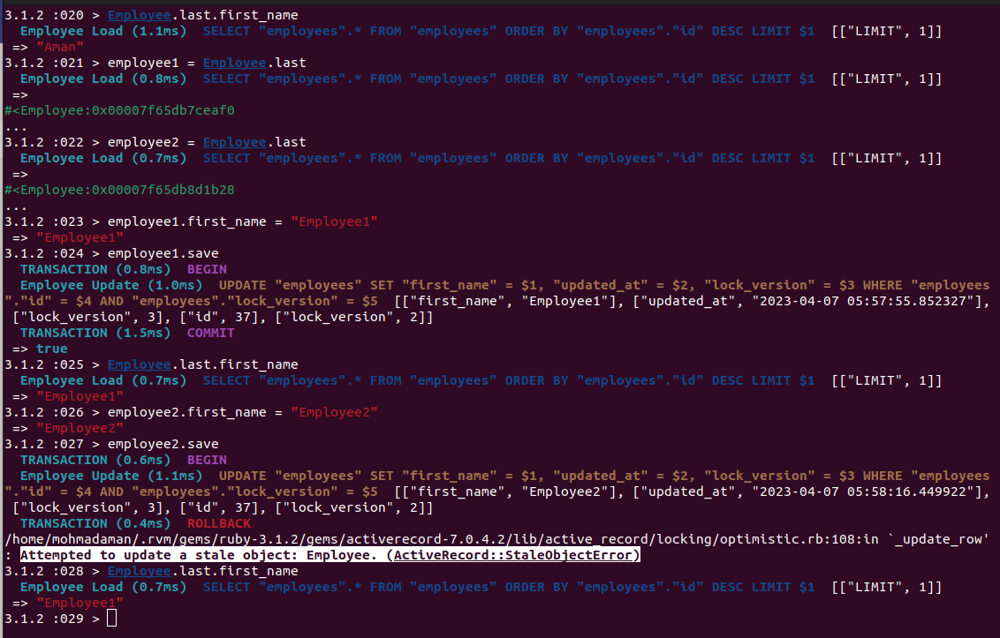 3.1.2 :020 > Employee.last.first_name
  Employee Load (1.1ms)  SELECT "employees".* FROM "employees" ORDER BY "employees"."id" DESC LIMIT $1  [["LIMIT", 1]]
 => "Aman"
3.1.2 :021 > employee1 = Employee.last
  Employee Load (0.8ms)  SELECT "employees".* FROM "employees" ORDER BY "employees"."id" DESC LIMIT $1  [["LIMIT", 1]]
 =>
#<Employee:0x00007f65db7ceaf0
...
3.1.2 :022 > employee2 = Employee.last
  Employee Load (0.7ms)  SELECT "employees".* FROM "employees" ORDER BY "employees"."id" DESC LIMIT $1  [["LIMIT", 1]]
 =>
#<Employee:0x00007f65db8d1b28
...
3.1.2 :023 > employee1.first_name = "Employee1"
 => "Employee1"
3.1.2 :024 > employee1.save
  TRANSACTION (0.8ms)  BEGIN
  Employee Update (1.0ms)  UPDATE "employees" SET "first_name" = $1, "updated_at" = $2, "lock_version" = $3 WHERE "employees
"."id" = $4 AND "employees"."lock_version" = $5  [["first_name", "Employee1"], ["updated_at", "2023-04-07 05:57:55.852327"],
 ["lock_version", 3], ["id", 37], ["lock_version", 2]]
  TRANSACTION (1.5ms)  COMMIT
 => true
3.1.2 :025 > Employee.last.first_name
  Employee Load (0.7ms)  SELECT "employees".* FROM "employees" ORDER BY "employees"."id" DESC LIMIT $1  [["LIMIT", 1]]
 => "Employee1"
3.1.2 :026 > employee2.first_name = "Employee2"
 => "Employee2"
3.1.2 :027 > employee2.save
  TRANSACTION (0.6ms)  BEGIN
  Employee Update (1.1ms)  UPDATE "employees" SET "first_name" = $1, "updated_at" = $2, "lock_version" = $3 WHERE "employees
"."id" = $4 AND "employees"."lock_version" = $5  [["first_name", "Employee2"], ["updated_at", "2023-04-07 05:58:16.449922"],
 ["lock_version", 3], ["id", 37], ["lock_version", 2]]
  TRANSACTION (0.4ms)  ROLLBACK
/home/mohmadaman/.rvm/gems/ruby-3.1.2/gems/activerecord-7.0.4.2/lib/active_record/locking/optimistic.rb:108:in `_update_row'
: Attempted to update a stale object: Employee. (ActiveRecord::StaleObjectError)
3.1.2 :028 > Employee.last.first_name
  Employee Load (0.7ms)  SELECT "employees".* FROM "employees" ORDER BY "employees"."id" DESC LIMIT $1  [["LIMIT", 1]]
 => "Employee1"
3.1.2 :029 >